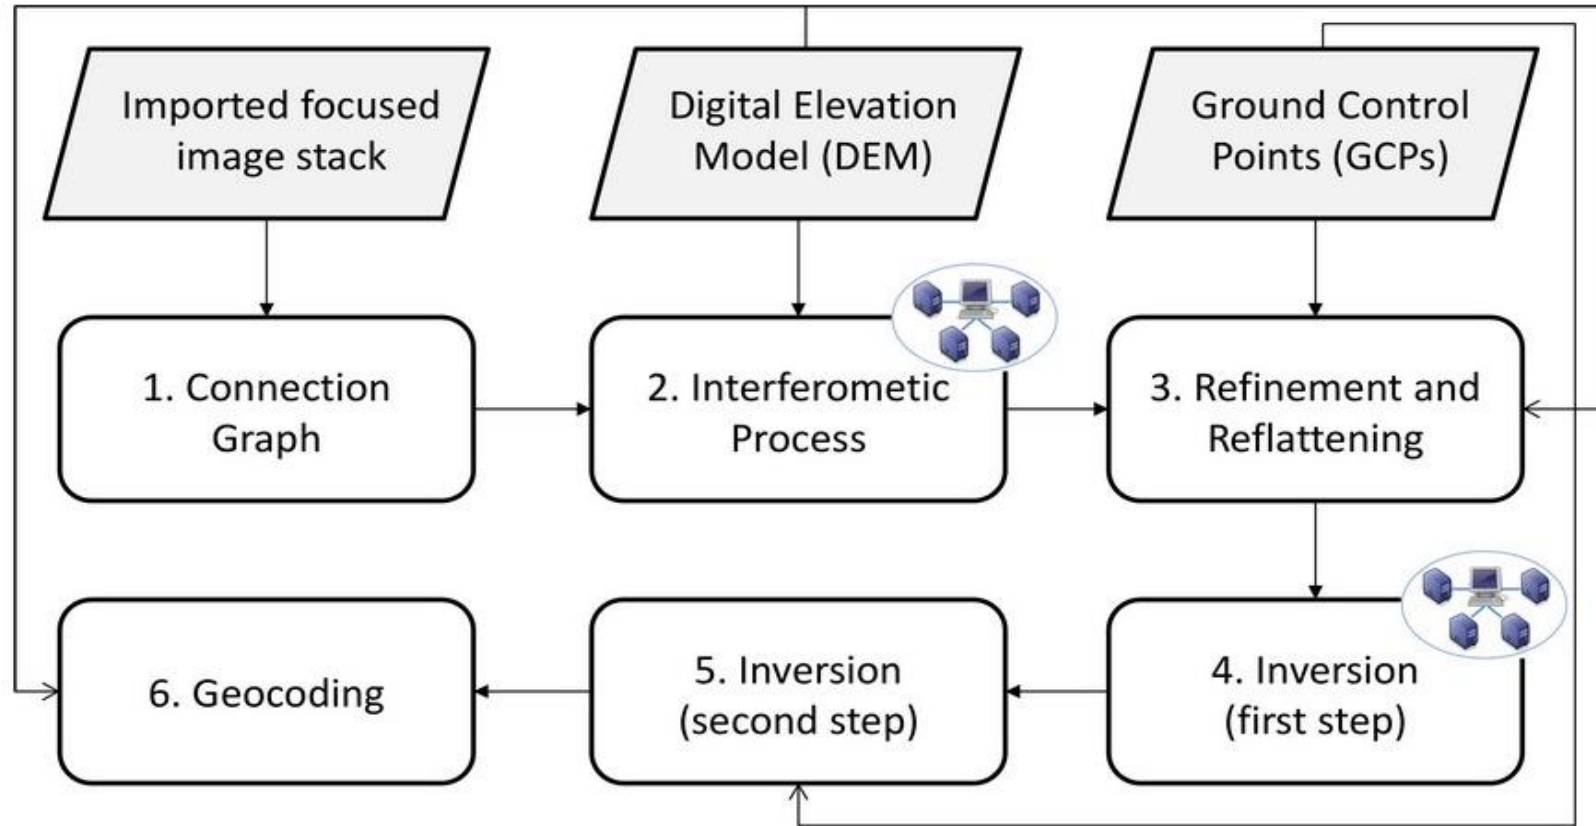 Imported focused
image stack
Digital Elevation
Model (DEM)
Ground Control
Points (GCPs)
1. Connection
Graph
2. Interferometic
Process
3. Refinement and
Reflattening
6. Geocoding
5. Inversion
(second step)
4. Inversion
(first step)